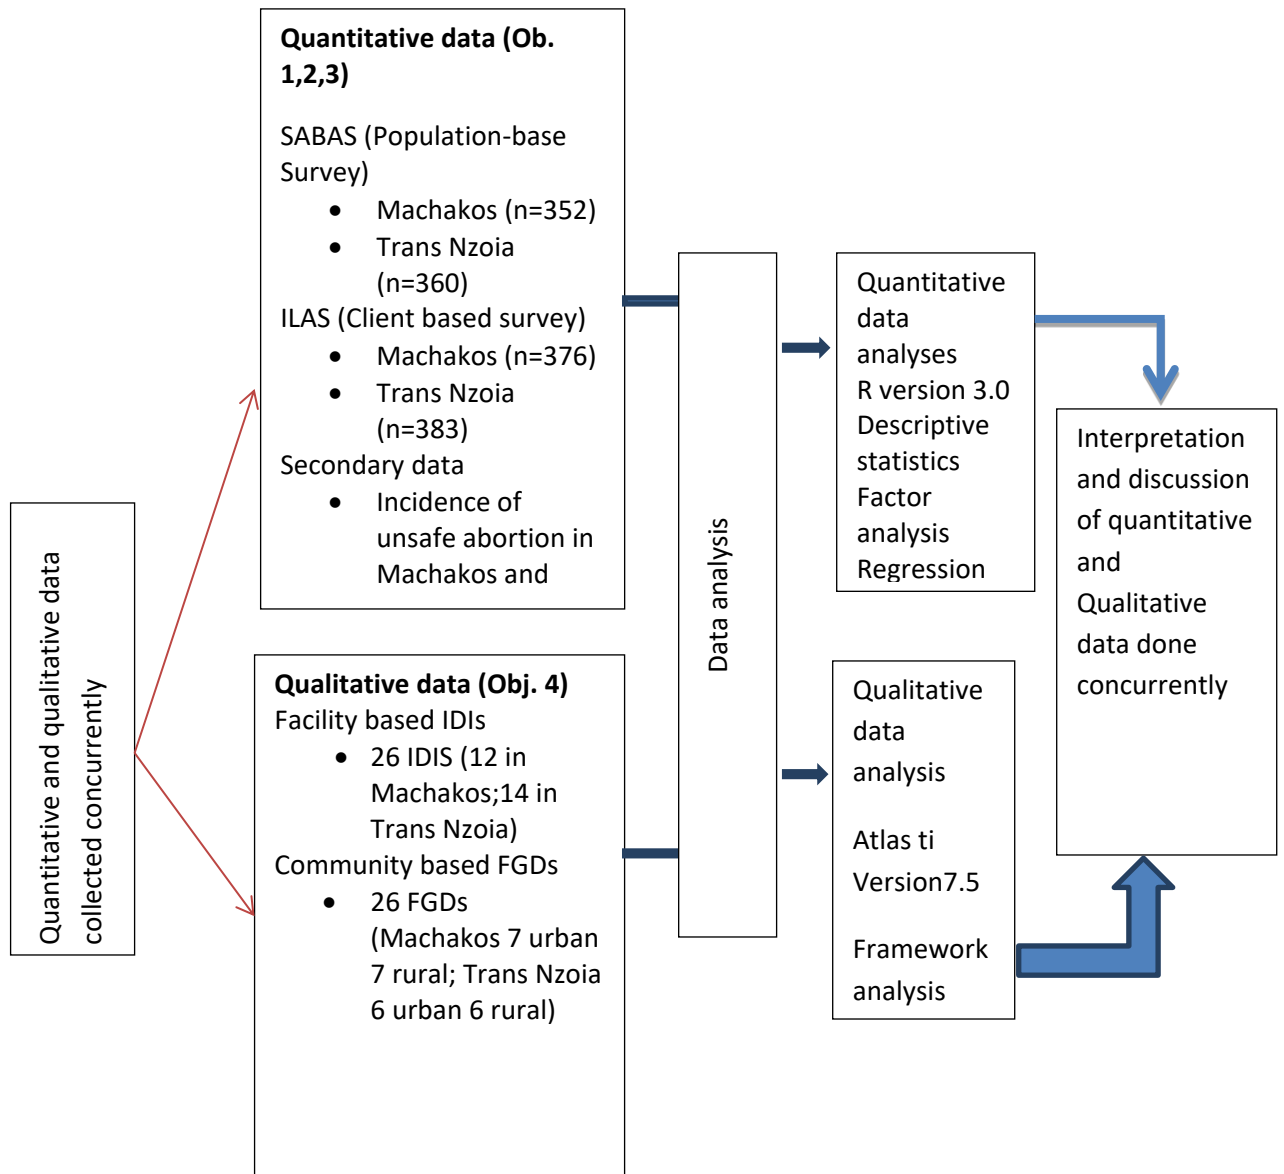 Quantitative and qualitative data
collected concurrently
Quantitative data (Ob.
1,2,3)
SABAS (Population-base
Survey)
• Machakos (n=352)
• Trans Nzoia
(n=360)
ILAS (Client based survey)
• Machakos (n=376)
• Trans Nzoia
(n=383)
Secondary data
• Incidence of
unsafe abortion in
Machakos and
Qualitative data (Obj. 4)
Facility based IDIs
• 26 IDIS (12 in
Machakos;14 in
Trans Nzoia)
Community based FGDs
• 26 FGDs
(Machakos 7 urban
7 rural; Trans Nzoia
6 urban 6 rural)
Data analysis
Quantitative
data
analyses
R version 3.0
Descriptive
statistics
Factor
analysis
Regression
Qualitative
data
analysis
Atlas ti
Version7.5
Framework
analysis
Interpretation
and discussion
of quantitative
and
Qualitative
data done
concurrently